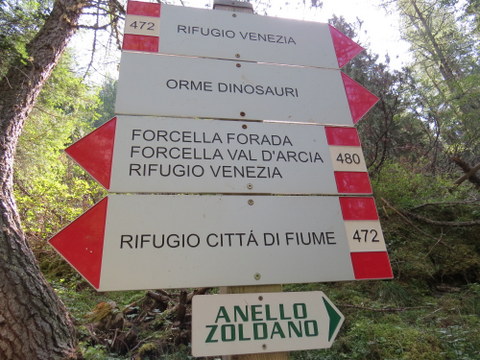 472
RIFUGIO VENEZIA
ORME DINOSAURI
FORCELLA FORADA
FORCELLA VAL D'ARCIA
RIFUGIO VENEZIA
480
RIFUGIO CITTÁ DI FIUME
472
ANELLO
ZOLDANO